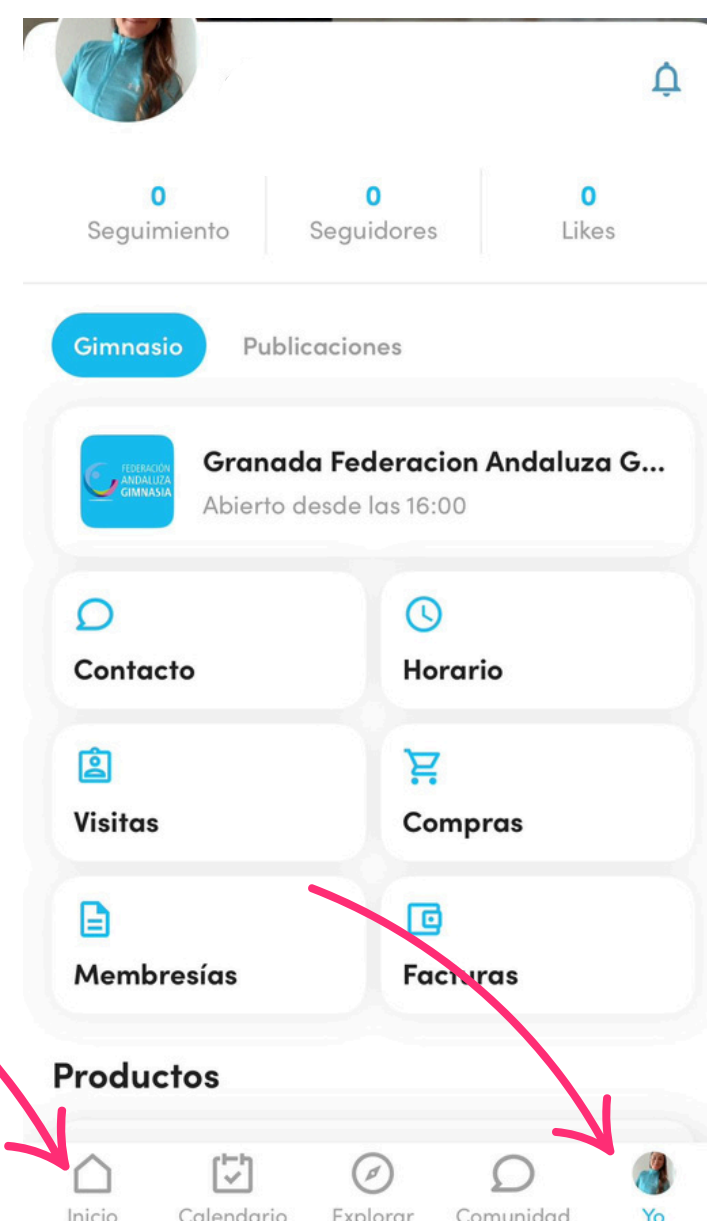 0 0 0
Seguimiento Seguidores Likes
Gimnasio Publicaciones
FEDERACIÓN
ANDALUZA
GIMNASIA
Granada Federacion Andaluza G...
Abierto desde las 16:00
Contacto Horario
Visitas Compras
Membresías Facturas
Productos
Inicio Calendario Explorar Comunidad Yo